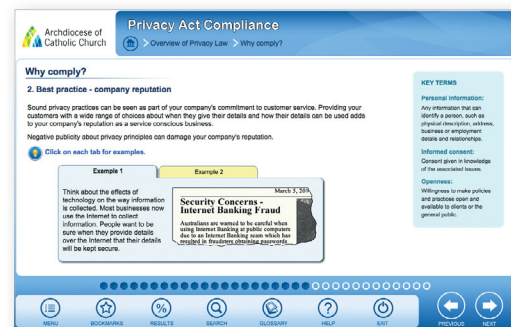 Archdiocese of
Catholic Church
Privacy Act Compliance
> Overview of Privacy Law > Why comply?
Why comply?
2. Best practice - company reputation
Sound privacy practices can be seen as part of your company's commitment to customer service. Providing your
customers with a wide range of choices about when they give their details and how their details can be used adds
to your company's reputation as a service conscious business.
Negative publicity about privacy principles can damage your company's reputation.
Click on each tab for examples.
Example 1
Example 2
Think about the effects of
technology on the way information
is collected. Most businesses now
use the Internet to collect
information. People want to be
sure when they provide details
over the Internet that their details
will be kept secure.
March 5, 20
Security Concerns -
Internet Banking Fraud
Australians are warned to be careful when
using Internet Banking at public computers
due to an Internet Banking scam which has
resulted in fraudsters obtaining passwords
KEY TERMS
Personal information:
Any information that can
identify a person, such as
physical description, address,
business or employment
details and relationships.
Informed consent:
Consent given in knowledge
of the associated issues.
Openness:
Willingness to make policies
and practices open and
available to clients or the
general public.
MENU
BOOKMARKS
RESULTS
SEARCH
GLOSSARY
HELP
EXIT
PREVIOUS
NEXT